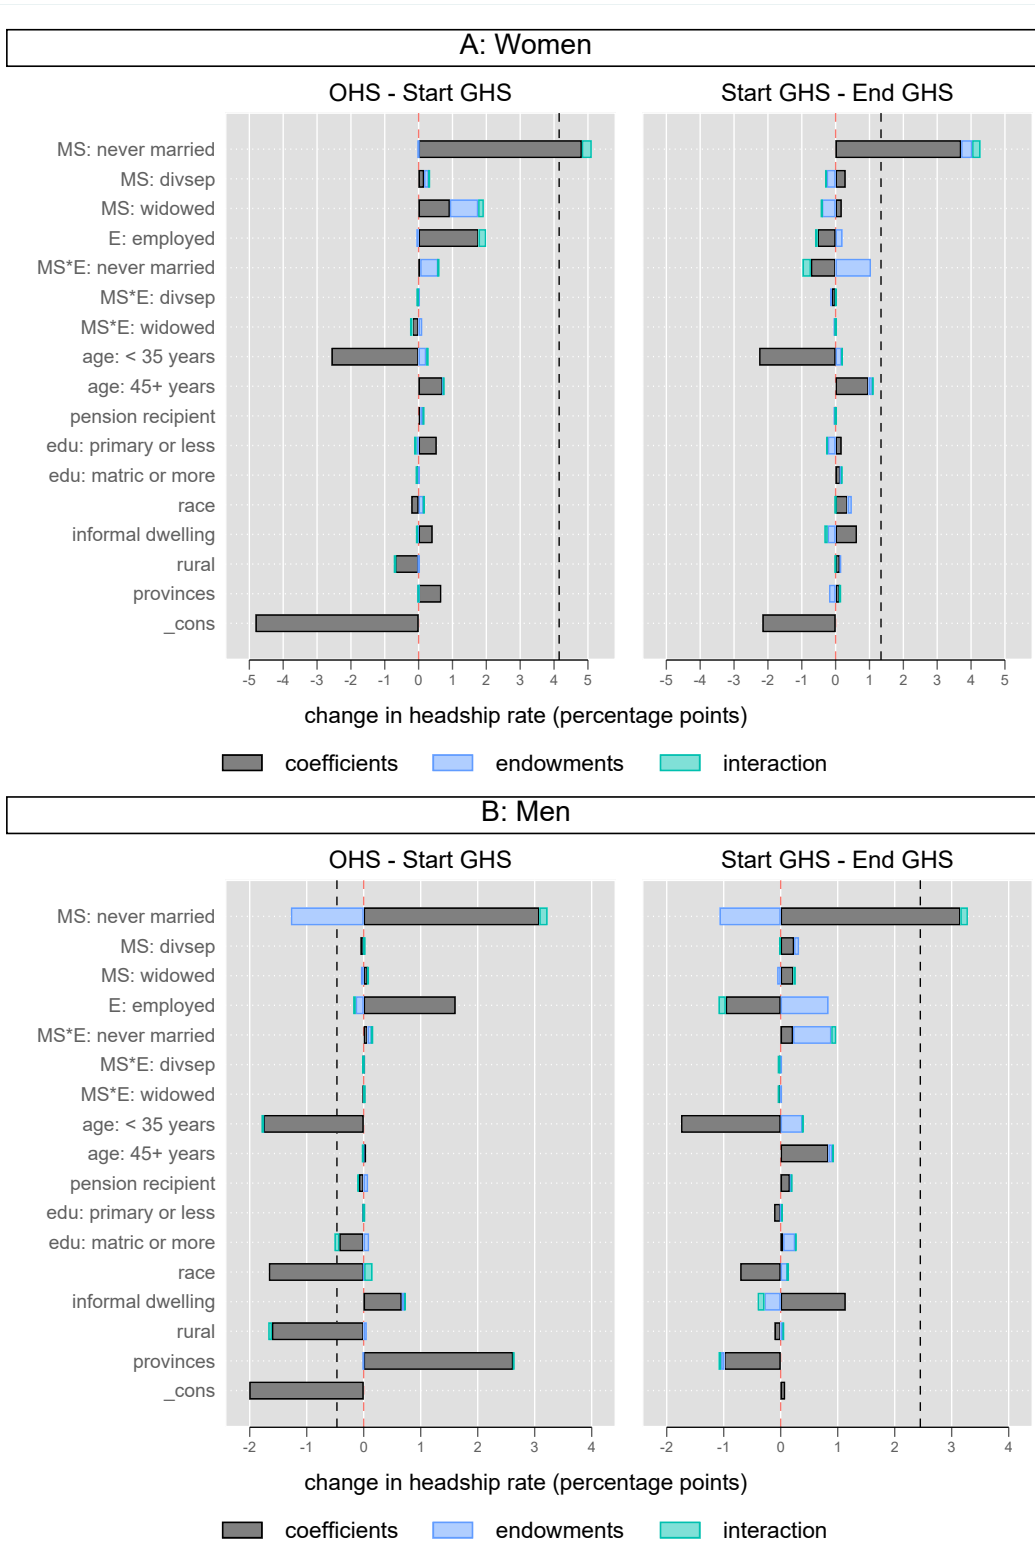 A: Women
OHS - Start GHS
Start GHS - End GHS
MS: never married
MS: divsep
MS: widowed
E: employed
MS*E: never married
MS*E: divsep
MS*E: widowed
age: < 35 years
age: 45+ years
pension recipient
edu: primary or less
edu: matric or more
race
informal dwelling
rural
provinces
_cons
-5 -4 -3 -2 -1 0 1 2 3 4 5
-5 -4 -3 -2 -1 0 1 2 3 4 5
change in headship rate (percentage points)
coefficients endowments interaction
B: Men
OHS - Start GHS
Start GHS - End GHS
MS: never married
MS: divsep
MS: widowed
E: employed
MS*E: never married
MS*E: divsep
MS*E: widowed
age: < 35 years
age: 45+ years
pension recipient
edu: primary or less
edu: matric or more
race
informal dwelling
rural
provinces
_cons
-2 -1 0 1 2 3 4
-2 -1 0 1 2 3 4
change in headship rate (percentage points)
coefficients endowments interaction